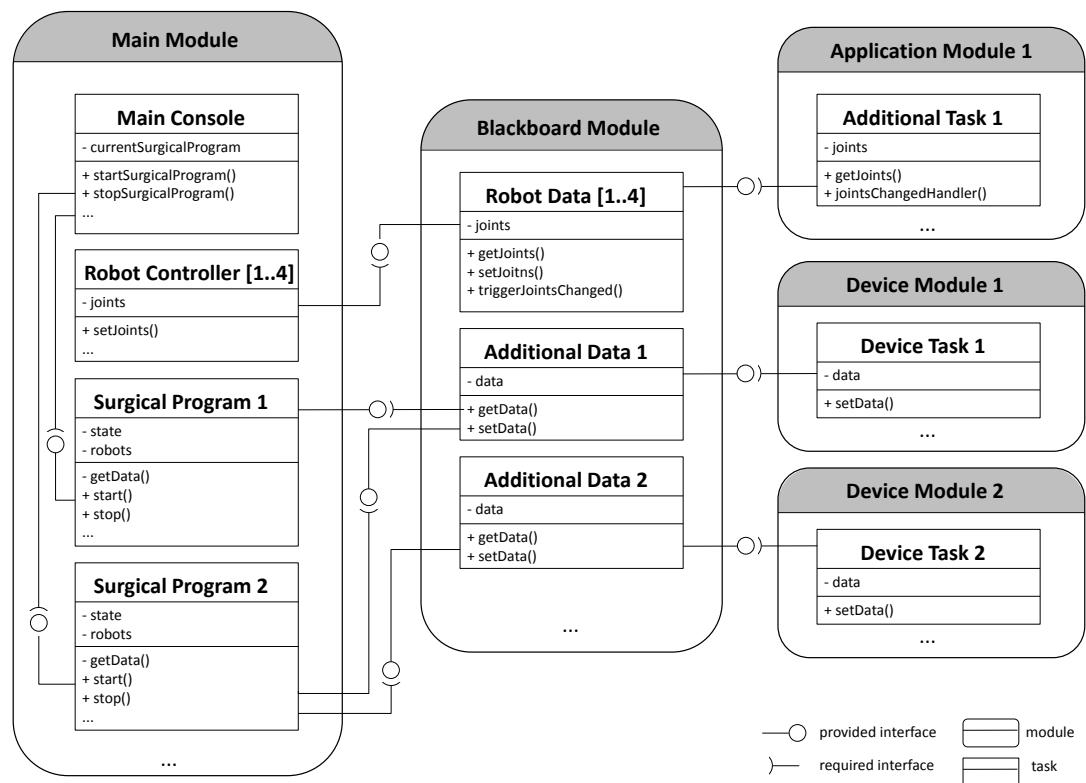 Main Module
Main Console
- currentSurgicalProgram
+ startSurgicalProgram()
+ stopSurgicalProgram()
...
Robot Controller [1..4]
- joints
+ setJoints()
...
Surgical Program 1
- state
- robots
- getData()
+ start()
+ stop()
...
Surgical Program 2
- state
- robots
- getData()
+ start()
+ stop()
...
...
Blackboard Module
Robot Data [1..4]
- joints
+ getJoints()
+ setJoitns()
+ triggerJointsChanged()
Additional Data 1
- data
+ getData()
+ setData()
Additional Data 2
- data
+ getData()
+ setData()
...
Application Module 1
Additional Task 1
- joints
+ getJoints()
+ jointsChangedHandler()
...
Device Module 1
Device Task 1
- data
+ setData()
...
Device Module 2
Device Task 2
- data
+ setData()
...
provided interface
module
required interface
task